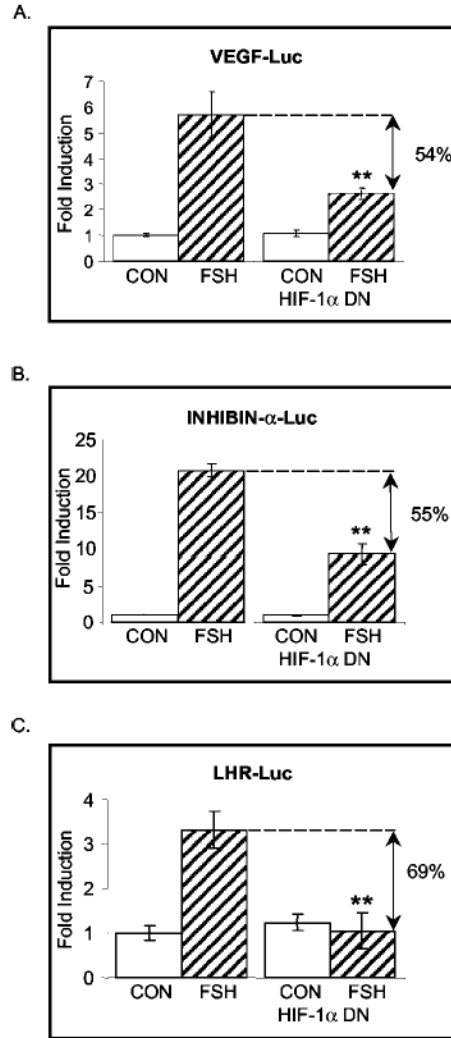 A.
VEGF-Luc
Fold Induction
7
6
5
4
3
2
1
0
54%
**
CON FSH CON FSH
HIF-1α DN
B.
INHIBIN-α-Luc
Fold Induction
25
20
15
10
5
0
55%
**
CON FSH CON FSH
HIF-1α DN
C.
LHR-Luc
Fold Induction
4
3
2
1
0
69%
**
CON FSH CON FSH
HIF-1α DN